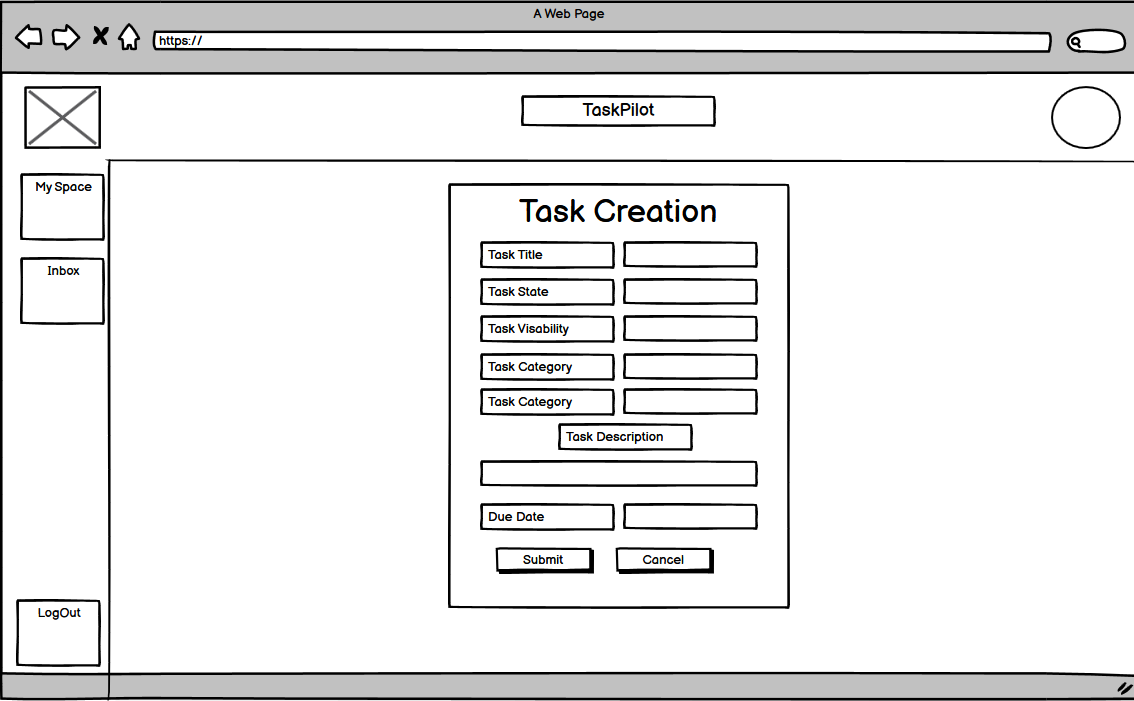 A Web Page
https://
TaskPilot
My Space
Inbox
LogOut
Task Creation
Task Title
Task State
Task Visability
Task Category
Task Category
Task Description
Due Date
Submit
Cancel